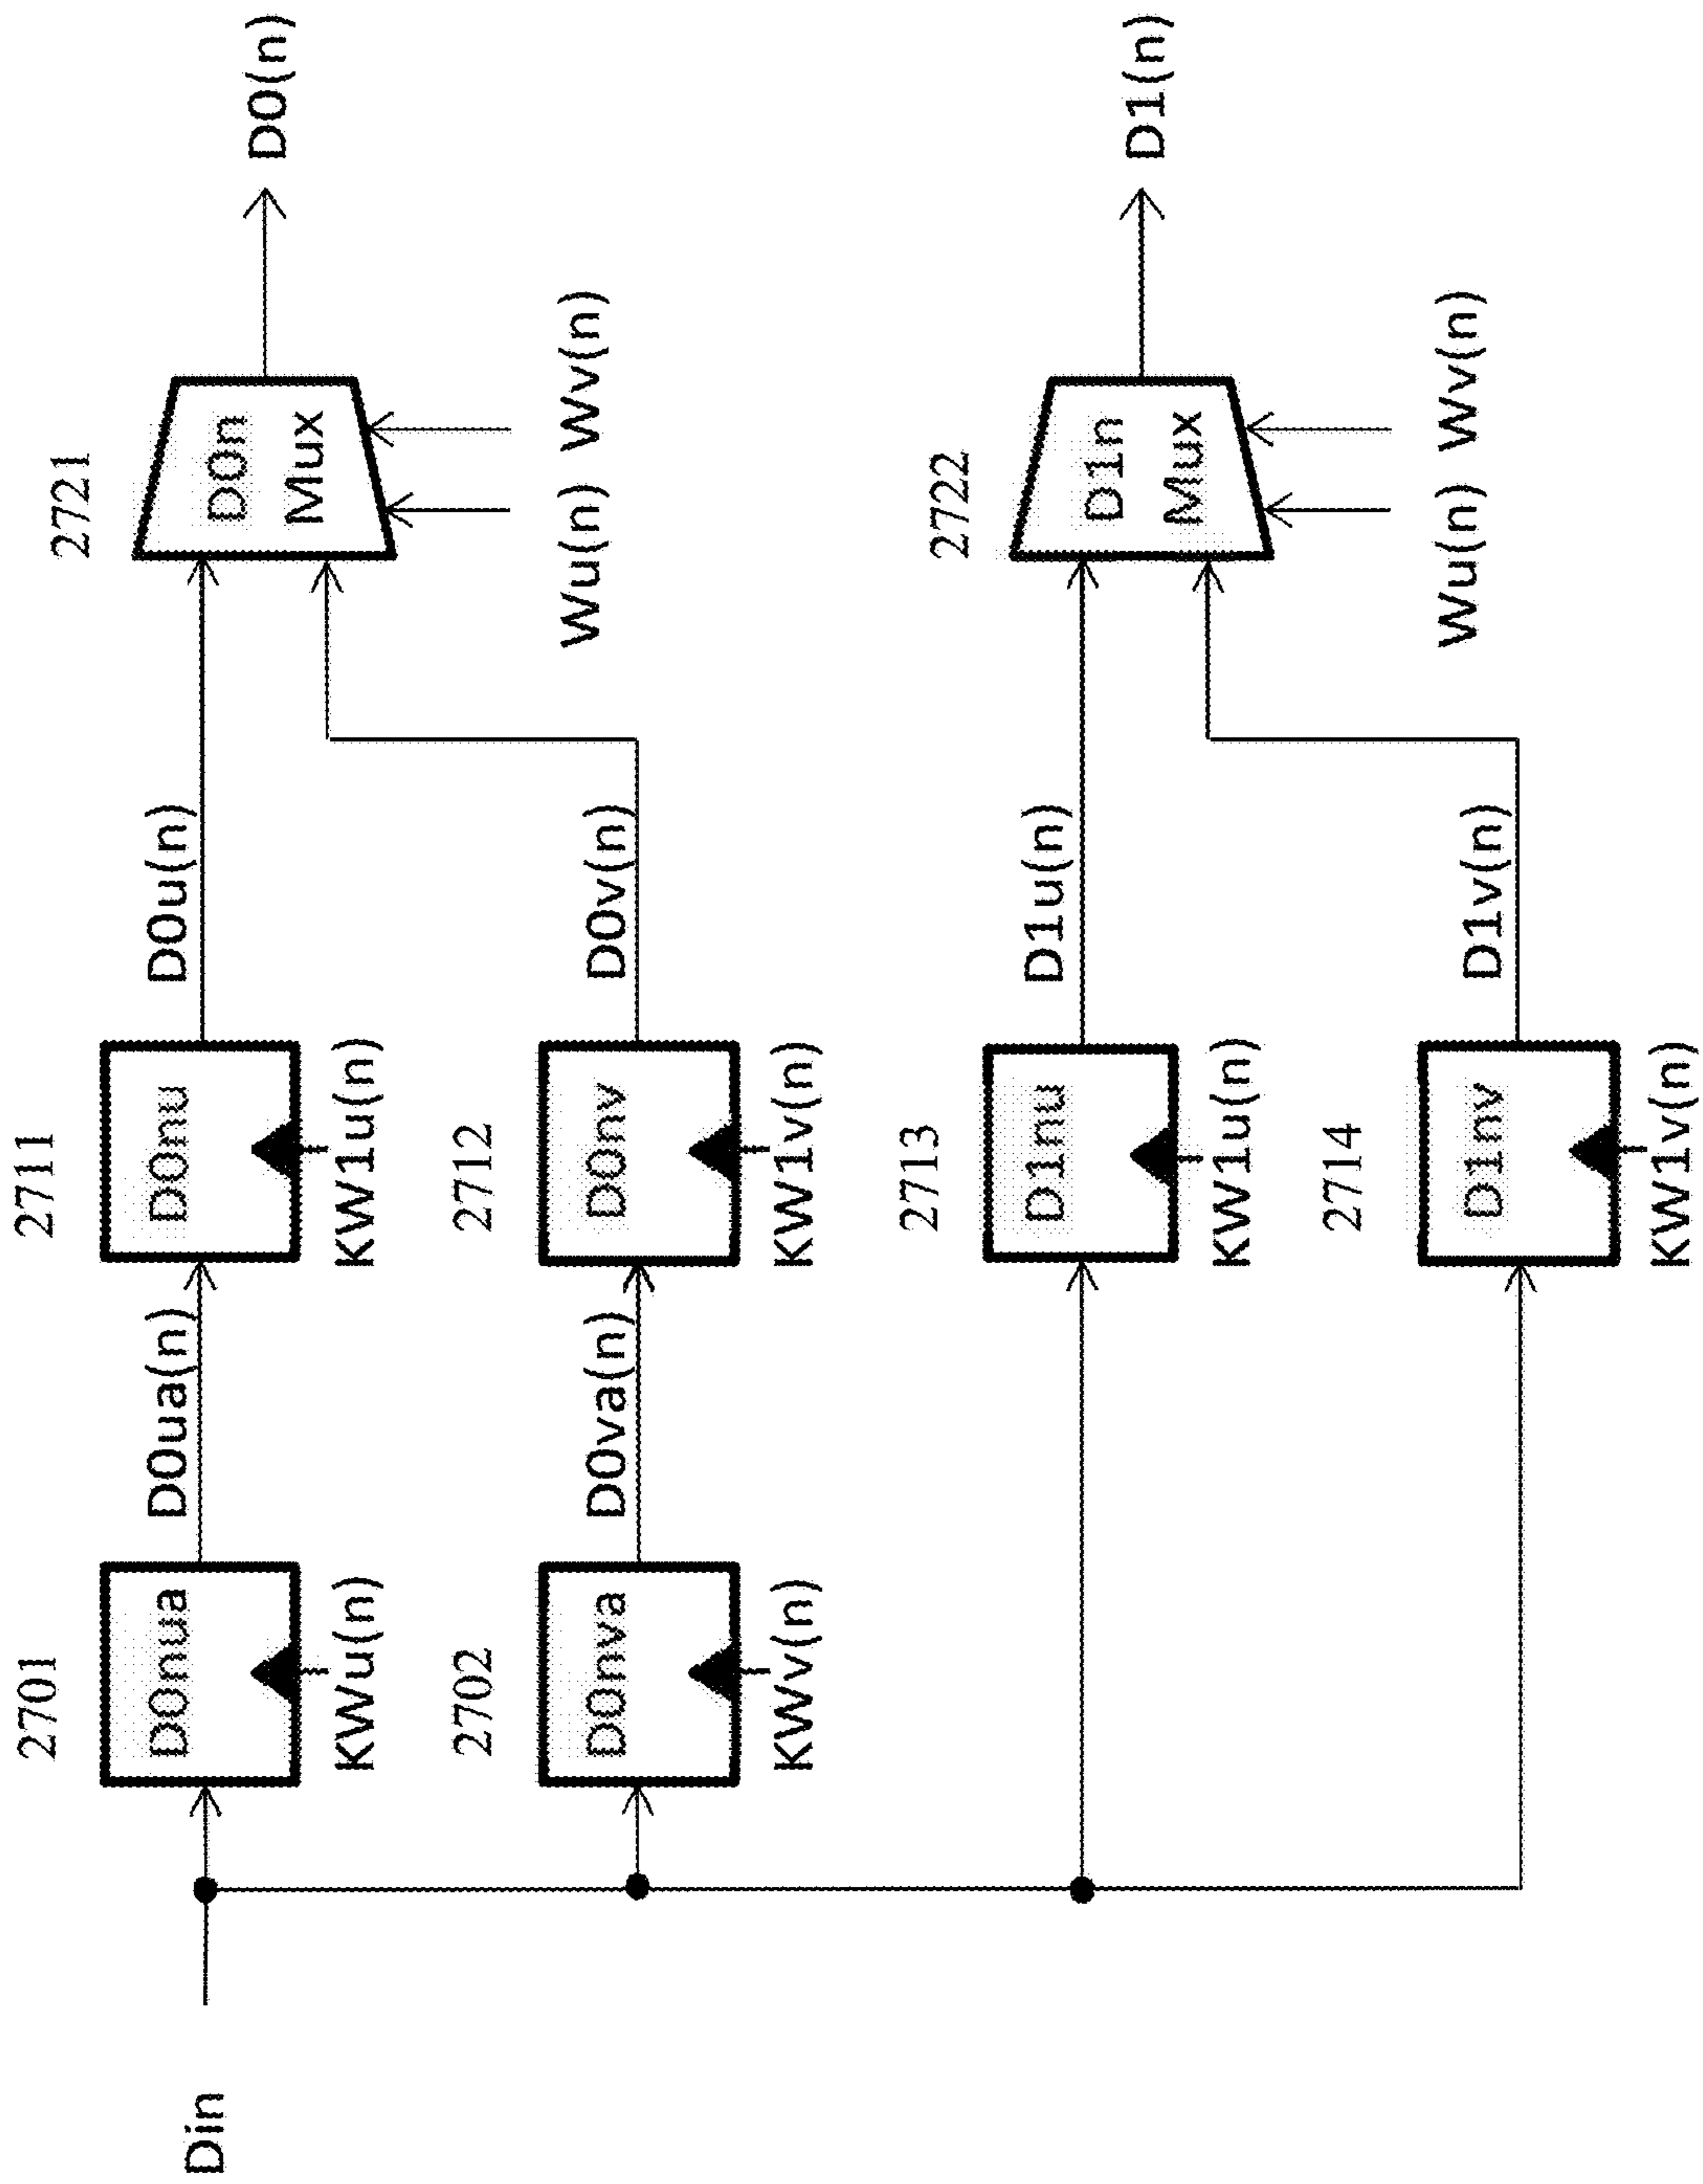 Din
2701
D0nua
KWu(n)
D0ua(n)
2711
D0nu
KW1u(n)
D0u(n)
2721
D0n
Mux
Wu(n) Wv(n)
D0(n)
2702
D0nva
KWv(n)
D0va(n)
2712
D0nv
KW1v(n)
D0v(n)
2713
D1nu
KW1u(n)
D1u(n)
2722
D1n
Mux
Wu(n) Wv(n)
D1(n)
2714
D1nv
KW1v(n)
D1v(n)